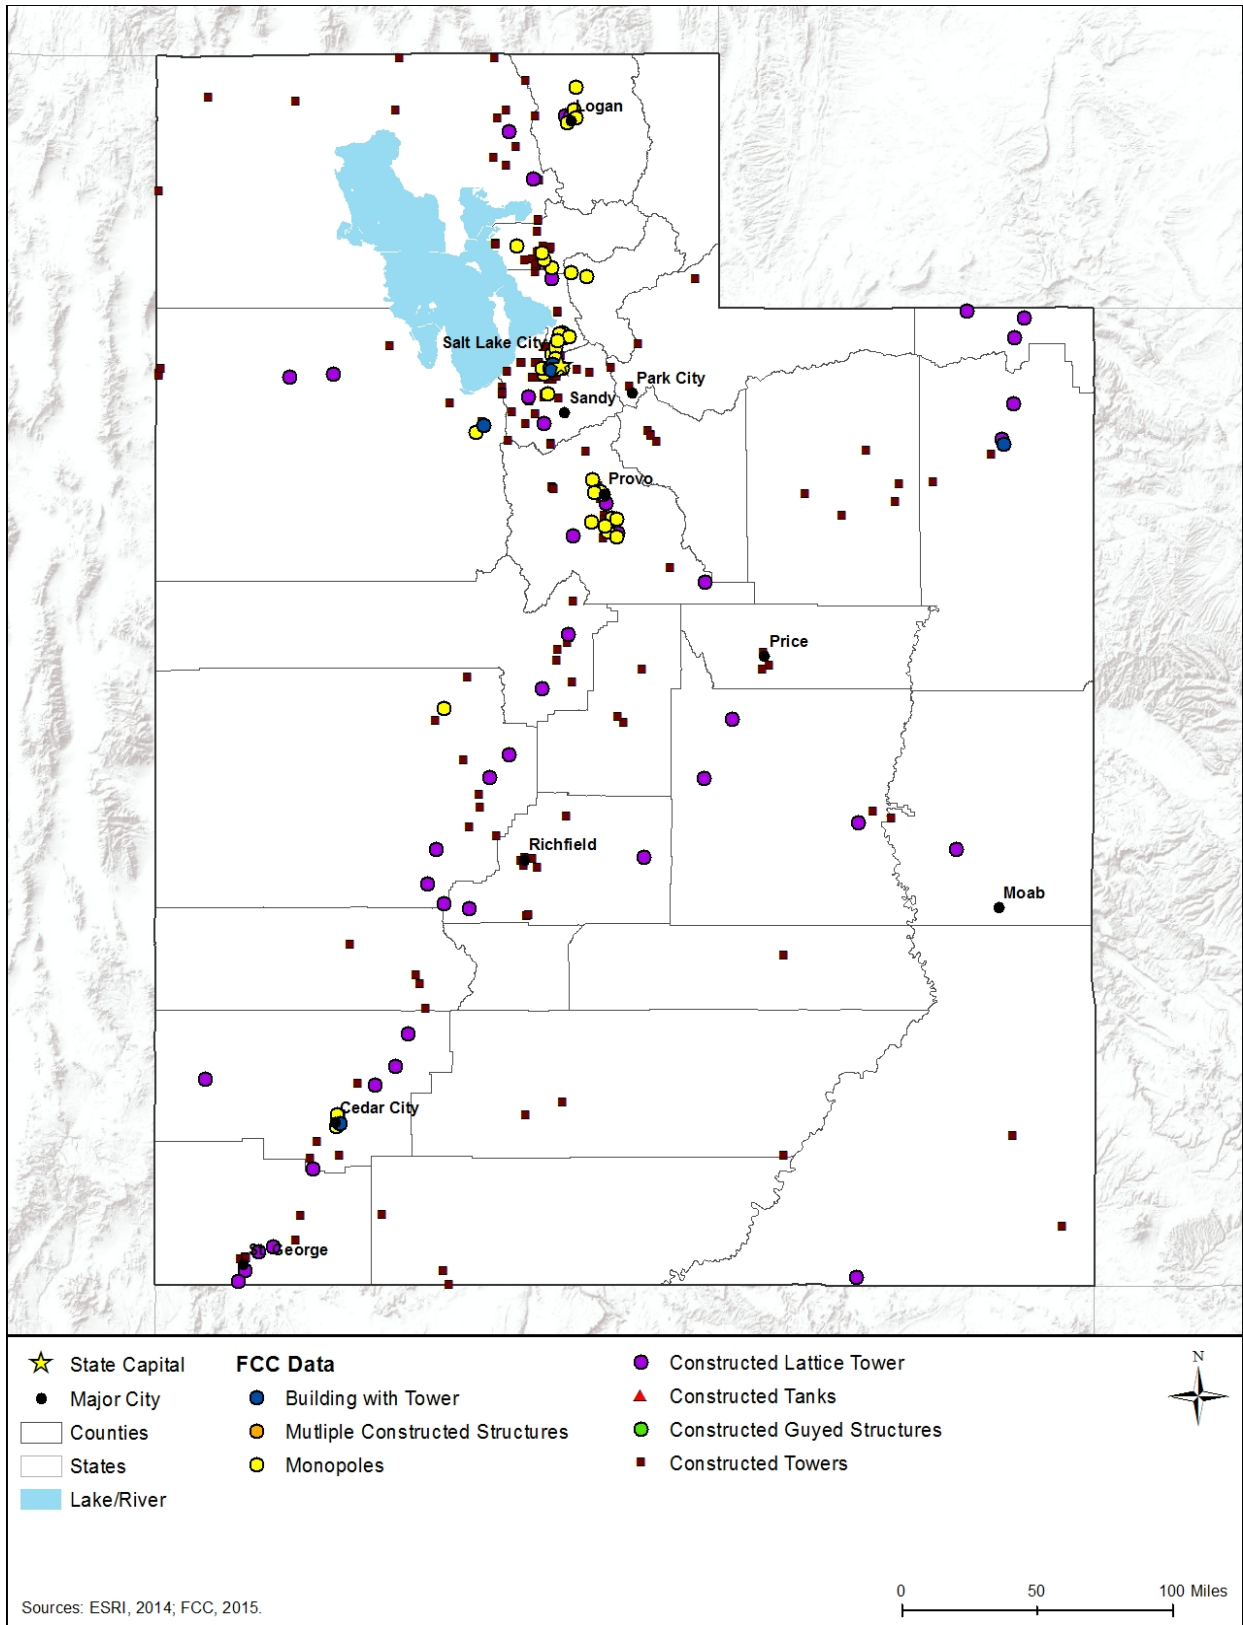 Logan
Salt Lake City
Park City
Sandy
Provo
Price
Richfield
Moab
Cedar City
St. George
State Capital
Major City
Counties
States
Lake/River
FCC Data
Building with Tower
Mutliple Constructed Structures
Monopoles
Constructed Lattice Tower
Constructed Tanks
Constructed Guyed Structures
Constructed Towers
N
0 50 100 Miles
Sources: ESRI, 2014; FCC, 2015.